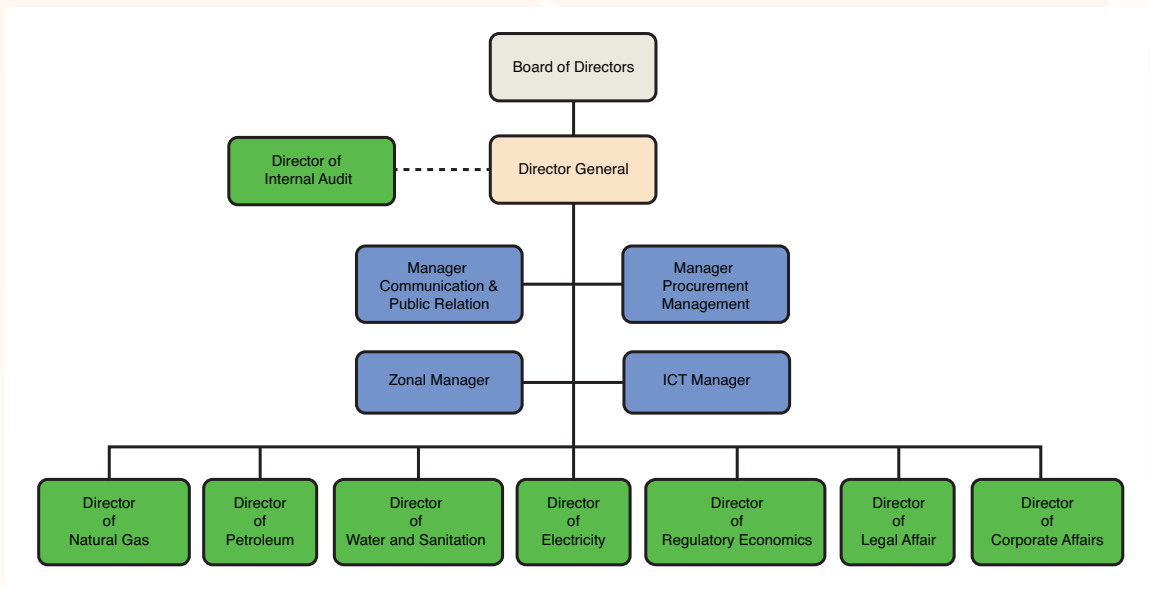 Board of Directors
Director of
Internal Audit
Director General
Manager
Communication &
Public Relation
Manager
Procurement
Management
Zonal Manager
ICT Manager
Director
of
Natural Gas
Director
of
Petroleum
Director
of
Water and Sanitation
Director
of
Electricity
Director
of
Regulatory Economics
Director
of
Legal Affair
Director
of
Corporate Affairs